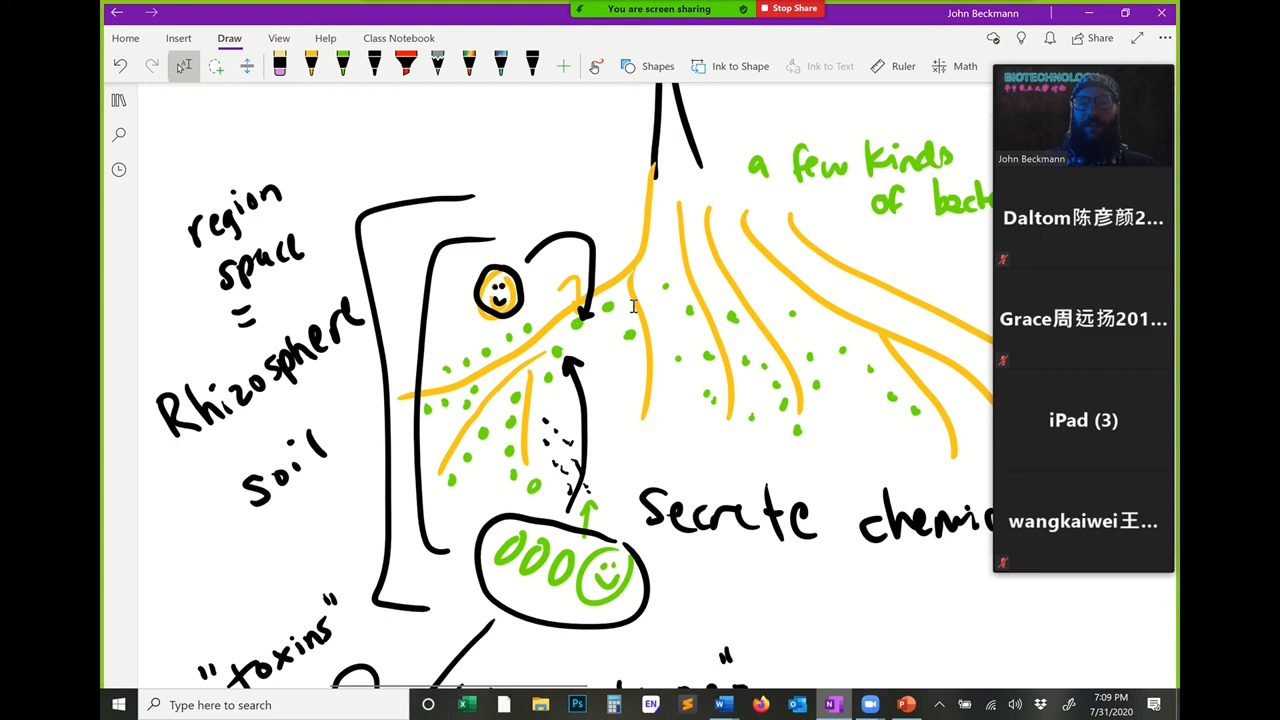 You are screen sharing
Stop Share
John Beckmann
Home
Insert
Draw
View
Help
Class Notebook
Share
Shapes
Ink to Shape
Ink to Text
Ruler
Math
BIOTECHNOLOGY
John Beckmann
Daltom陈彦颜2...
Grace周远扬201...
iPad (3)
wangkaiwei王...
a few kinds
of bact
region
space
=
Rhizosphere
soil
Secrete chemic
"toxins"
Type here to search
EN
7:09 PM
7/31/2020